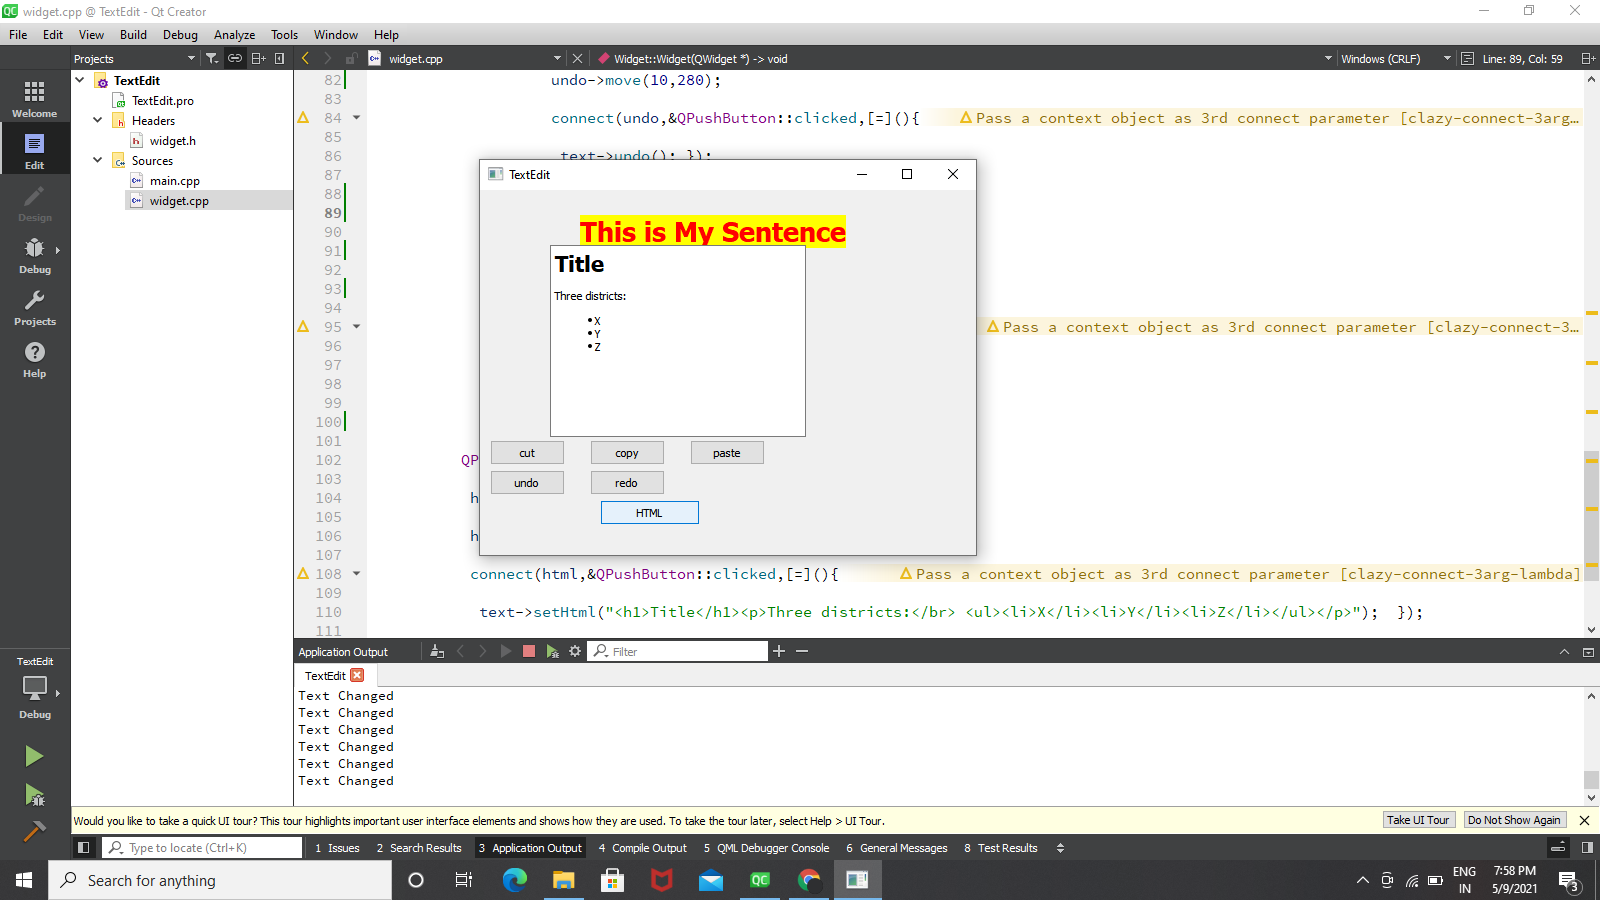 QC widget.cpp @ TextEdit - Qt Creator
File Edit View Build Debug Analyze Tools Window Help
Projects widget.cpp Widget::Widget(QWidget *) -> void Windows (CRLF) Line: 89, Col: 59
Welcome
Edit
Design
Debug
Projects
Help
TextEdit
TextEdit.pro
Headers
widget.h
Sources
main.cpp
widget.cpp
82 undo->move(10,280);
83
84 connect(undo,&QPushButton::clicked,[=](){ Pass a context object as 3rd connect parameter [clazy-connect-3arg…
85
86 text->undo(); });
87
88
89
90
91
92
93
94
95 Pass a context object as 3rd connect parameter [clazy-connect-3…
96
97
98
99
100
101
102 QP
103
104 h
105
106 h
107
108 connect(html,&QPushButton::clicked,[=](){ Pass a context object as 3rd connect parameter [clazy-connect-3arg-lambda]
109
110 text->setHtml("<h1>Title</h1><p>Three districts:</br> <ul><li>X</li><li>Y</li><li>Z</li></ul></p>"); });
111
TextEdit
This is My Sentence
Title
Three districts:
•X
•Y
•Z
cut copy paste
undo redo
HTML
TextEdit
Debug
Application Output Filter
TextEdit
Text Changed
Text Changed
Text Changed
Text Changed
Text Changed
Text Changed
Would you like to take a quick UI tour? This tour highlights important user interface elements and shows how they are used. To take the tour later, select Help > UI Tour. Take UI Tour Do Not Show Again
Type to locate (Ctrl+K) 1 Issues 2 Search Results 3 Application Output 4 Compile Output 5 QML Debugger Console 6 General Messages 8 Test Results
Search for anything QC ENG 7:58 PM
IN 5/9/2021 3